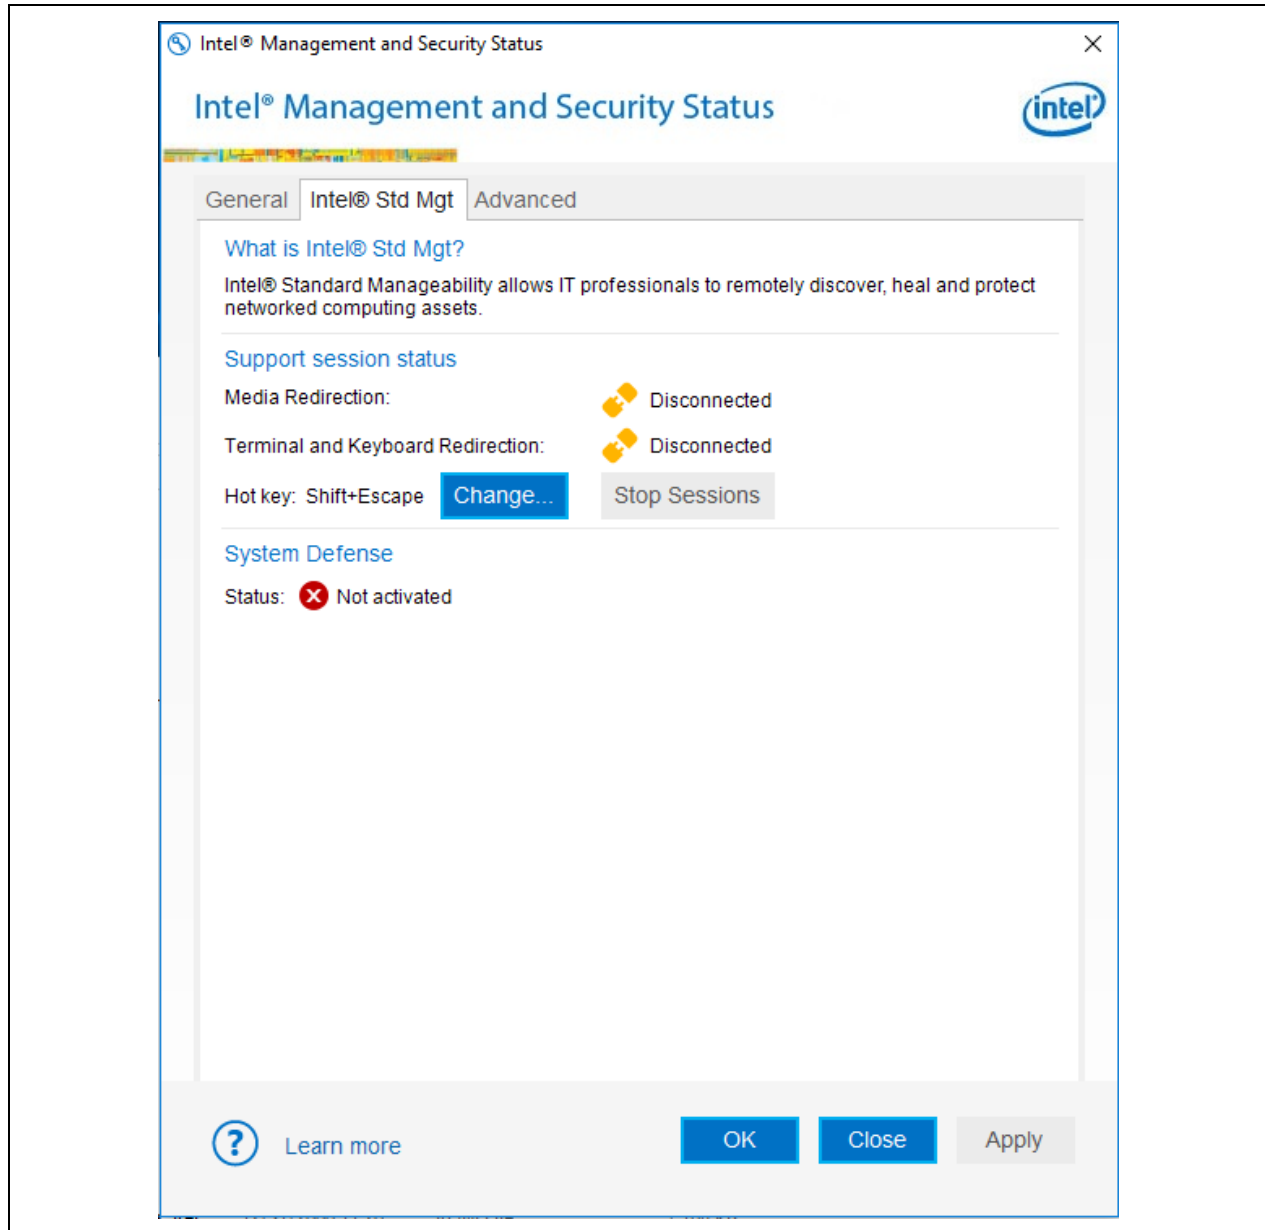 Intel® Management and Security Status
Intel® Management and Security Status
intel
General Intel® Std Mgt Advanced
What is Intel® Std Mgt?
Intel® Standard Manageability allows IT professionals to remotely discover, heal and protect
networked computing assets.
Support session status
Media Redirection: Disconnected
Terminal and Keyboard Redirection: Disconnected
Hot key: Shift+Escape Change... Stop Sessions
System Defense
Status: Not activated
? Learn more OK Close Apply